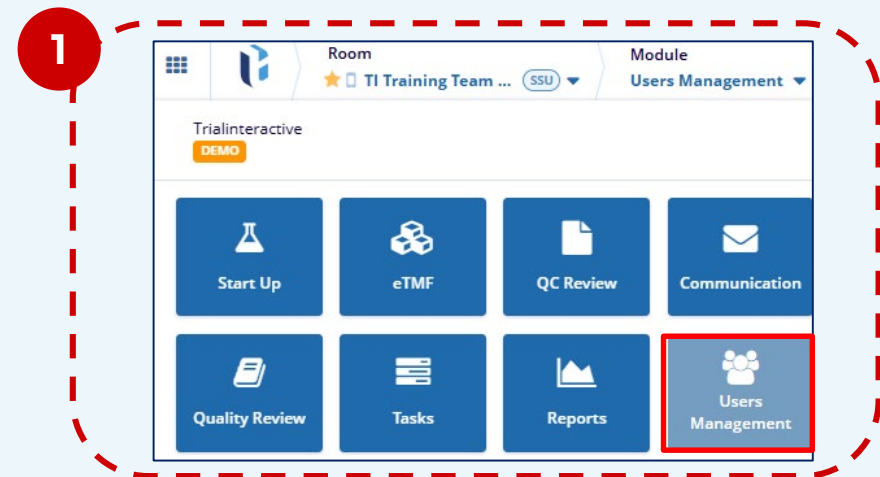 1
Room
TI Training Team ... SSU
Module
Users Management
Trialinteractive
DEMO
Start Up
eTMF
QC Review
Communication
Quality Review
Tasks
Reports
Users
Management